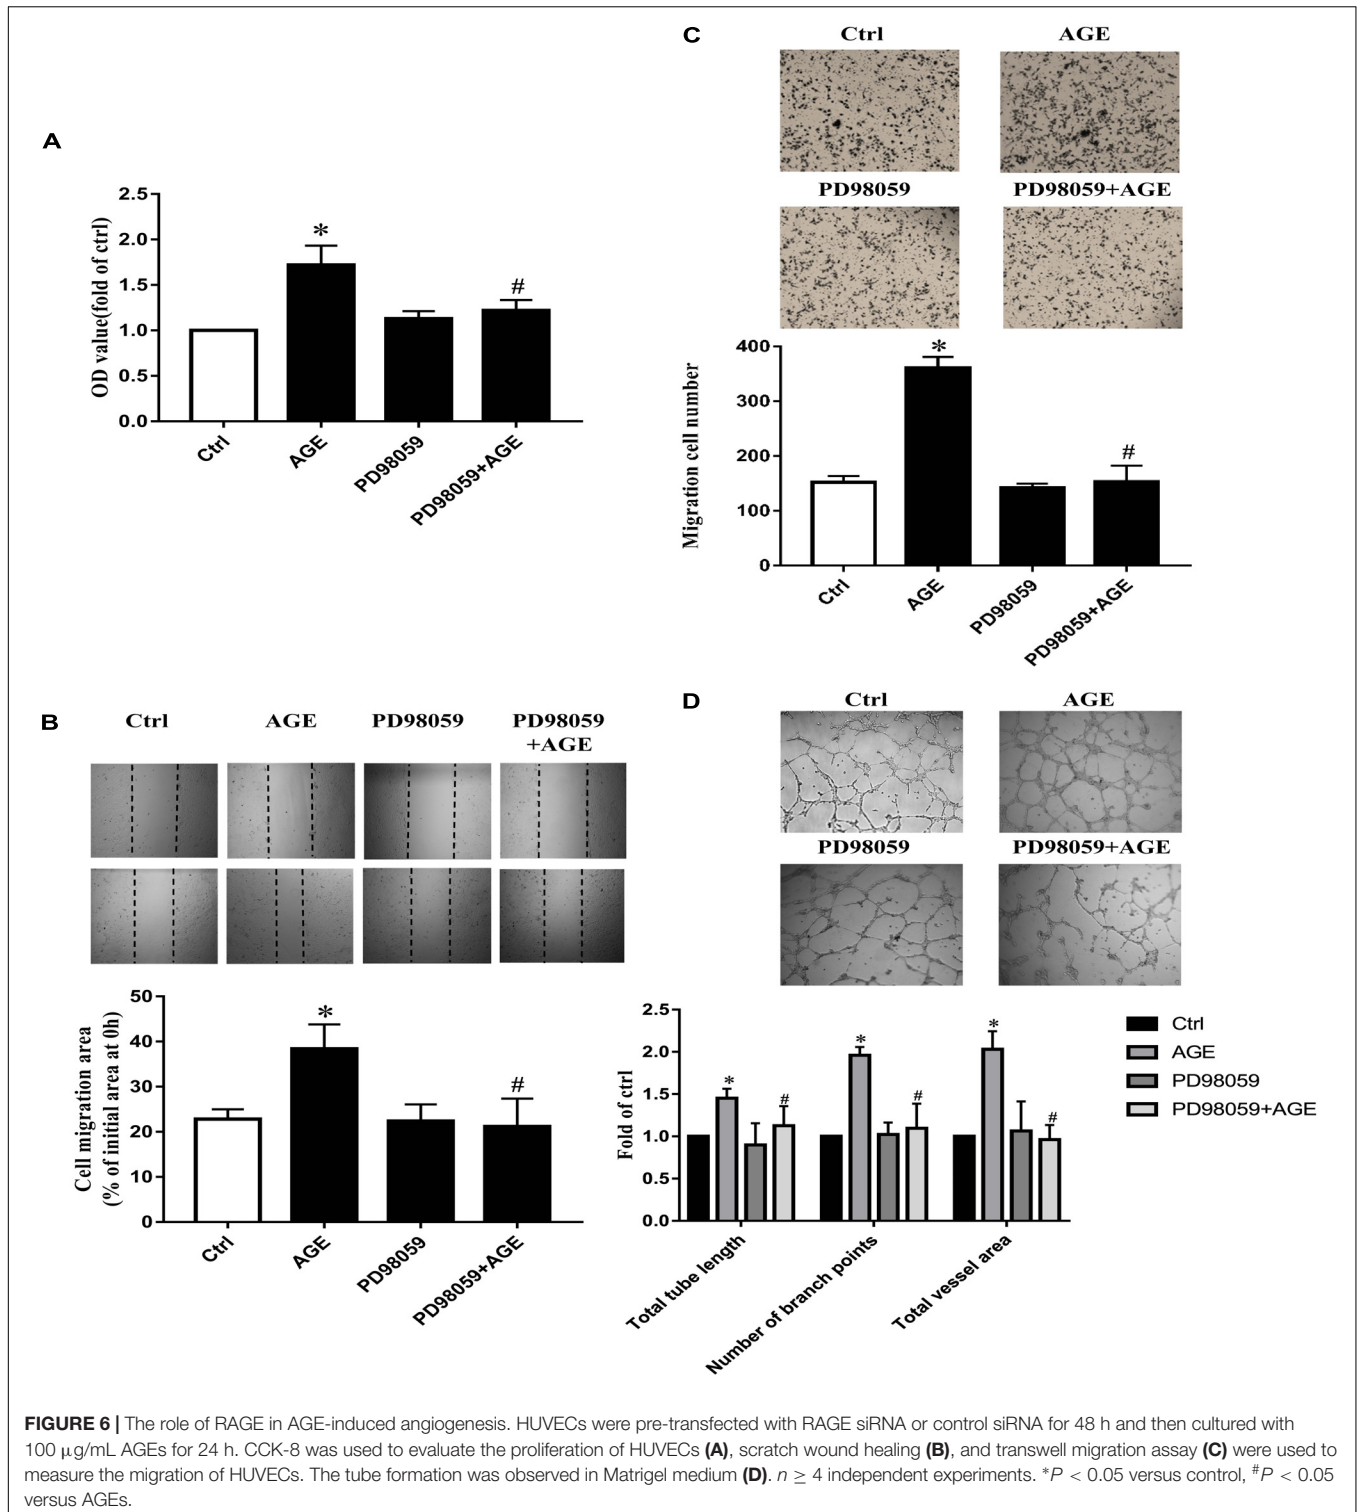 A
2.5
2.0
1.5
1.0
0.5
0.0
OD value(fold of ctrl)
*
#
Ctrl
AGE
PD98059
PD98059+AGE
C
Ctrl
AGE
PD98059
PD98059+AGE
400
300
200
100
0
Migration cell number
*
#
Ctrl
AGE
PD98059
PD98059+AGE
B
Ctrl
AGE
PD98059
PD98059
+AGE
50
40
30
20
10
0
Cell migration area
(% of initial area at 0h)
*
#
Ctrl
AGE
PD98059
PD98059+AGE
D
Ctrl
AGE
PD98059
PD98059+AGE
2.5
2.0
1.5
1.0
0.5
0.0
Fold of ctrl
*
#
*
#
*
#
Total tube length
Number of branch points
Total vessel area
Ctrl
AGE
PD98059
PD98059+AGE
FIGURE 6 | The role of RAGE in AGE-induced angiogenesis. HUVECs were pre-transfected with RAGE siRNA or control siRNA for 48 h and then cultured with
100 μg/mL AGEs for 24 h. CCK-8 was used to evaluate the proliferation of HUVECs (A), scratch wound healing (B), and transwell migration assay (C) were used to
measure the migration of HUVECs. The tube formation was observed in Matrigel medium (D). n ≥ 4 independent experiments. *P < 0.05 versus control, #P < 0.05
versus AGEs.